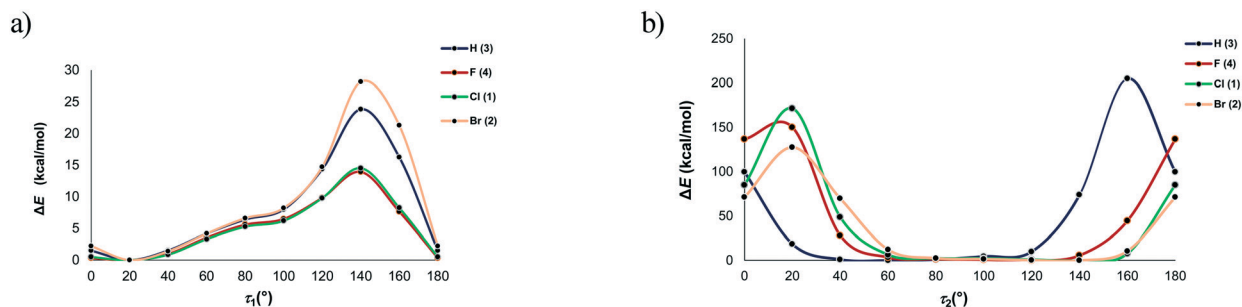 a)
H (3)
F (4)
Cl (1)
Br (2)
ΔE (kcal/mol)
30
25
20
15
10
5
0
0 20 40 60 80 100 120 140 160 180
τ1(°)
b)
H (3)
F (4)
Cl (1)
Br (2)
ΔE (kcal/mol)
250
200
150
100
50
0
0 20 40 60 80 100 120 140 160 180
τ2(°)